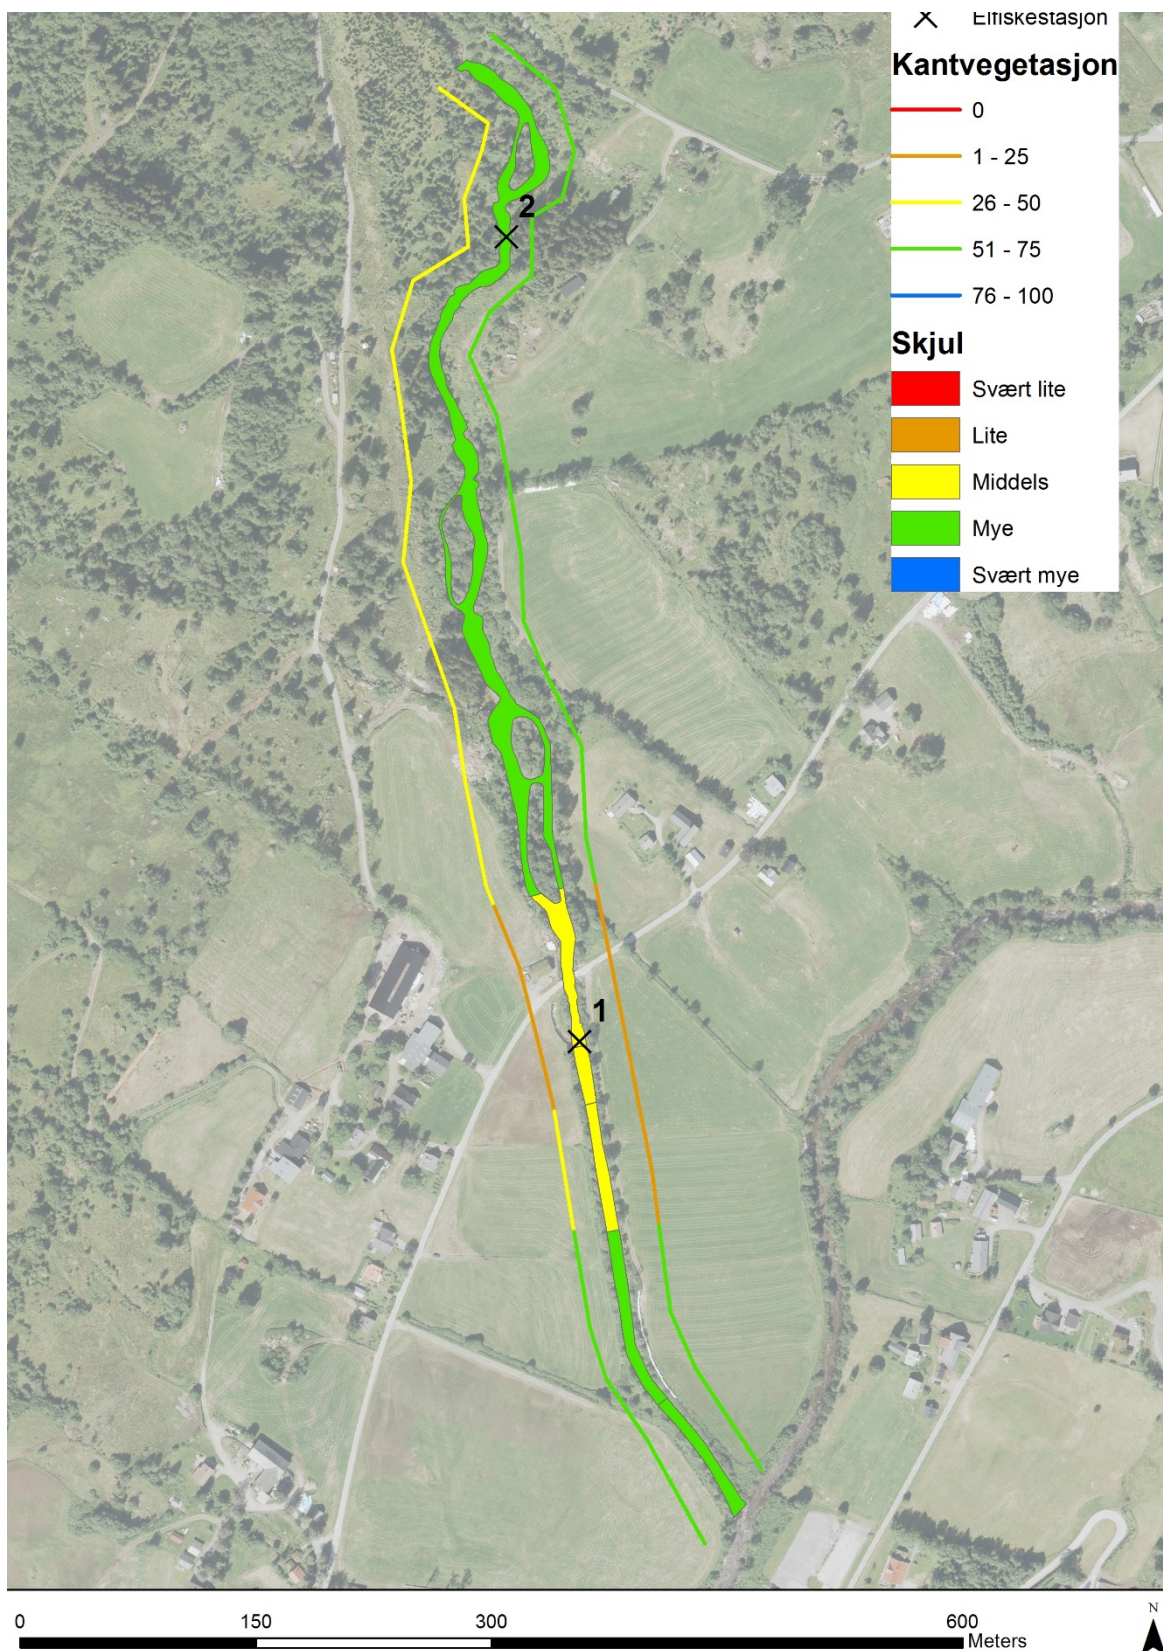 Elfiskestasjon
Kantvegetasjon
0
1 - 25
26 - 50
51 - 75
76 - 100
Skjul
Svært lite
Lite
Middels
Mye
Svært mye
2
1
0 150 300 600
Meters
N